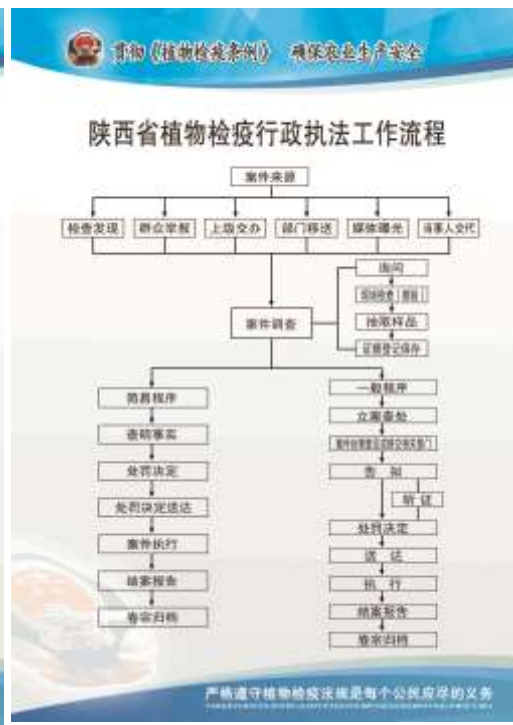 贯彻《植物检疫条例》 确保农业生产安全
陕西省植物检疫行政执法工作流程
案件来源
检查发现 群众举报 上级交办 部门移送 媒体曝光 当事人交代
询问
现场检查(勘验)
抽取样品
证据登记保存
案件调查
简易程序
查明事实
处罚决定
处罚决定送达
案件执行
结案报告
卷宗归档
一般程序
立案查处
告知
听证
处罚决定
送达
执行
结案报告
卷宗归档
严格遵守植物检疫法规是每个公民应尽的义务